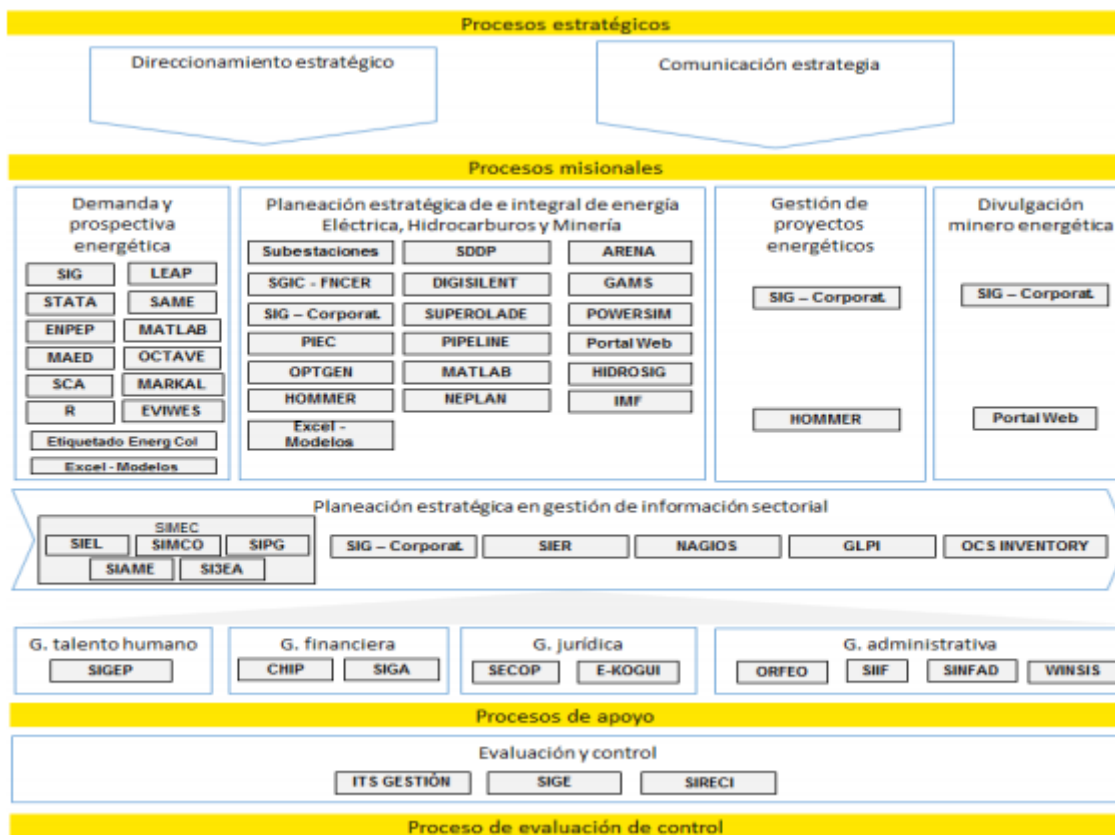 Procesos estratégicos
Direccionamiento estratégico
Comunicación estrategia
Procesos misionales
Demanda y
prospectiva
energética
SIG
LEAP
STATA
SAME
ENPEP
MATLAB
MAED
OCTAVE
SCA
MARKAL
R
EVIWES
Etiquetado Energ Col
Excel - Modelos
Planeación estratégica de e integral de energía
Eléctrica, Hidrocarburos y Minería
Subestaciones
SDDP
ARENA
SGIC - FNCER
DIGISILENT
GAMS
SIG – Corporat.
SUPEROLADE
POWERSIM
PIEC
PIPELINE
Portal Web
OPTGEN
MATLAB
HIDROSIG
HOMMER
NEPLAN
IMF
Excel -
Modelos
Gestión de
proyectos
energéticos
SIG – Corporat.
HOMMER
Divulgación
minero energética
SIG – Corporat.
Portal Web
Planeación estratégica en gestión de información sectorial
SIMEC
SIEL
SIMCO
SIPG
SIAME
SI3EA
SIG – Corporat.
SIER
NAGIOS
GLPI
OCS INVENTORY
G. talento humano
SIGEP
G. financiera
CHIP
SIGA
G. jurídica
SECOP
E-KOGUI
G. administrativa
ORFEO
SIIF
SINFAD
WINSIS
Procesos de apoyo
Evaluación y control
ITS GESTIÓN
SIGE
SIRECI
Proceso de evaluación de control